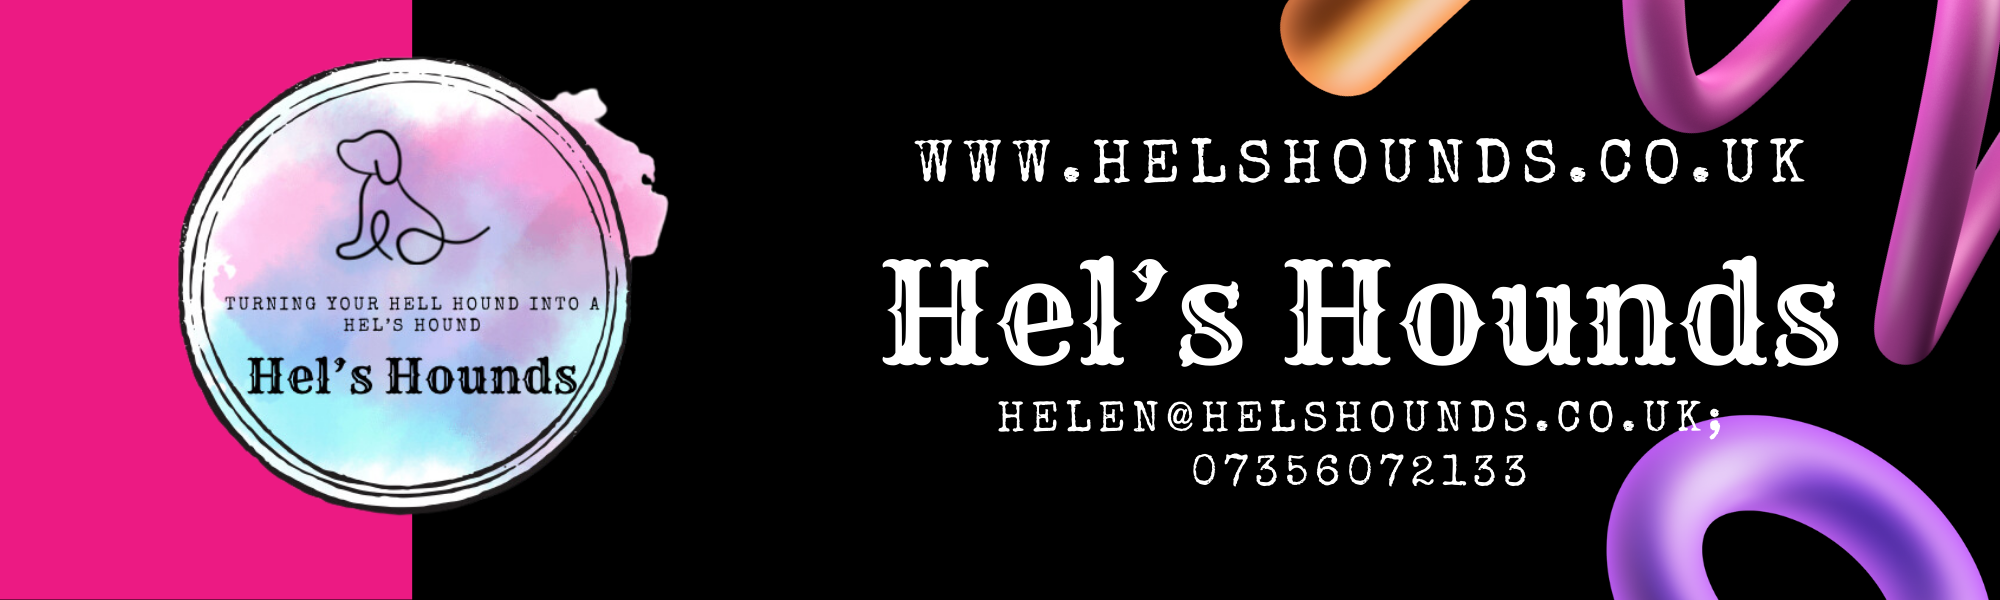 TURNING YOUR HELL HOUND INTO A
HEL'S HOUND
Hel's Hounds
WWW.HELSHOUNDS.CO.UK
Hel's Hounds
HELEN@HELSHOUNDS.CO.UK;
07356072133